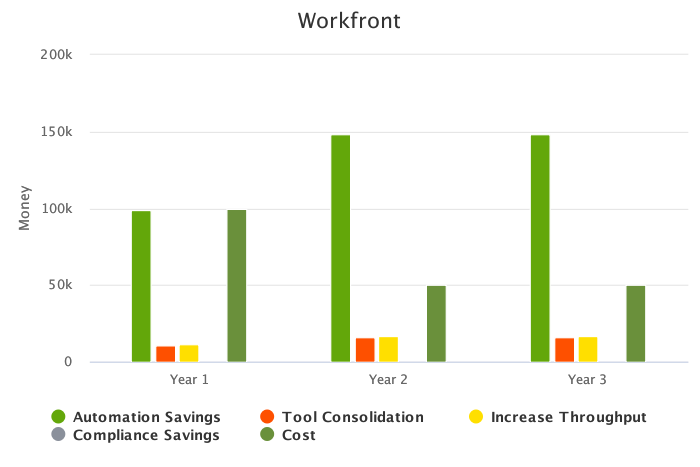 Workfront
200k
150k
100k
50k
0
Money
Year 1 Year 2 Year 3
Automation Savings Tool Consolidation Increase Throughput
Compliance Savings Cost